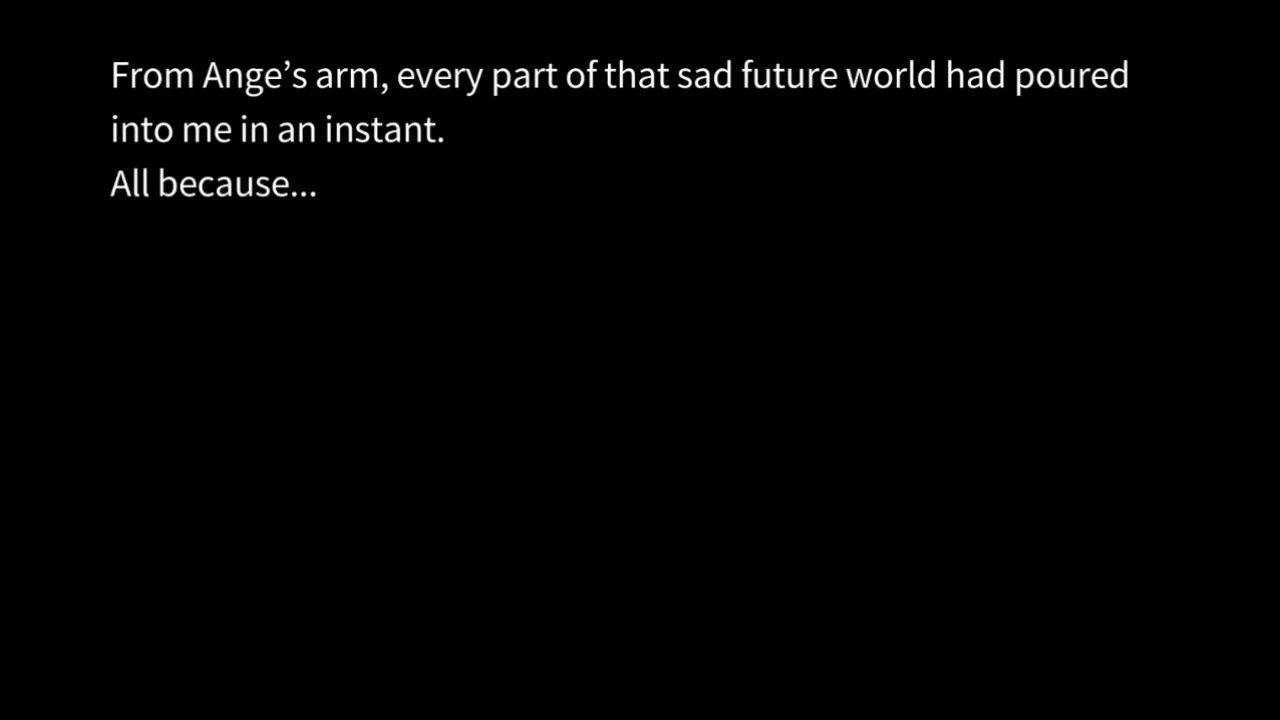 From Ange’s arm, every part of that sad future world had poured
into me in an instant.
All because...